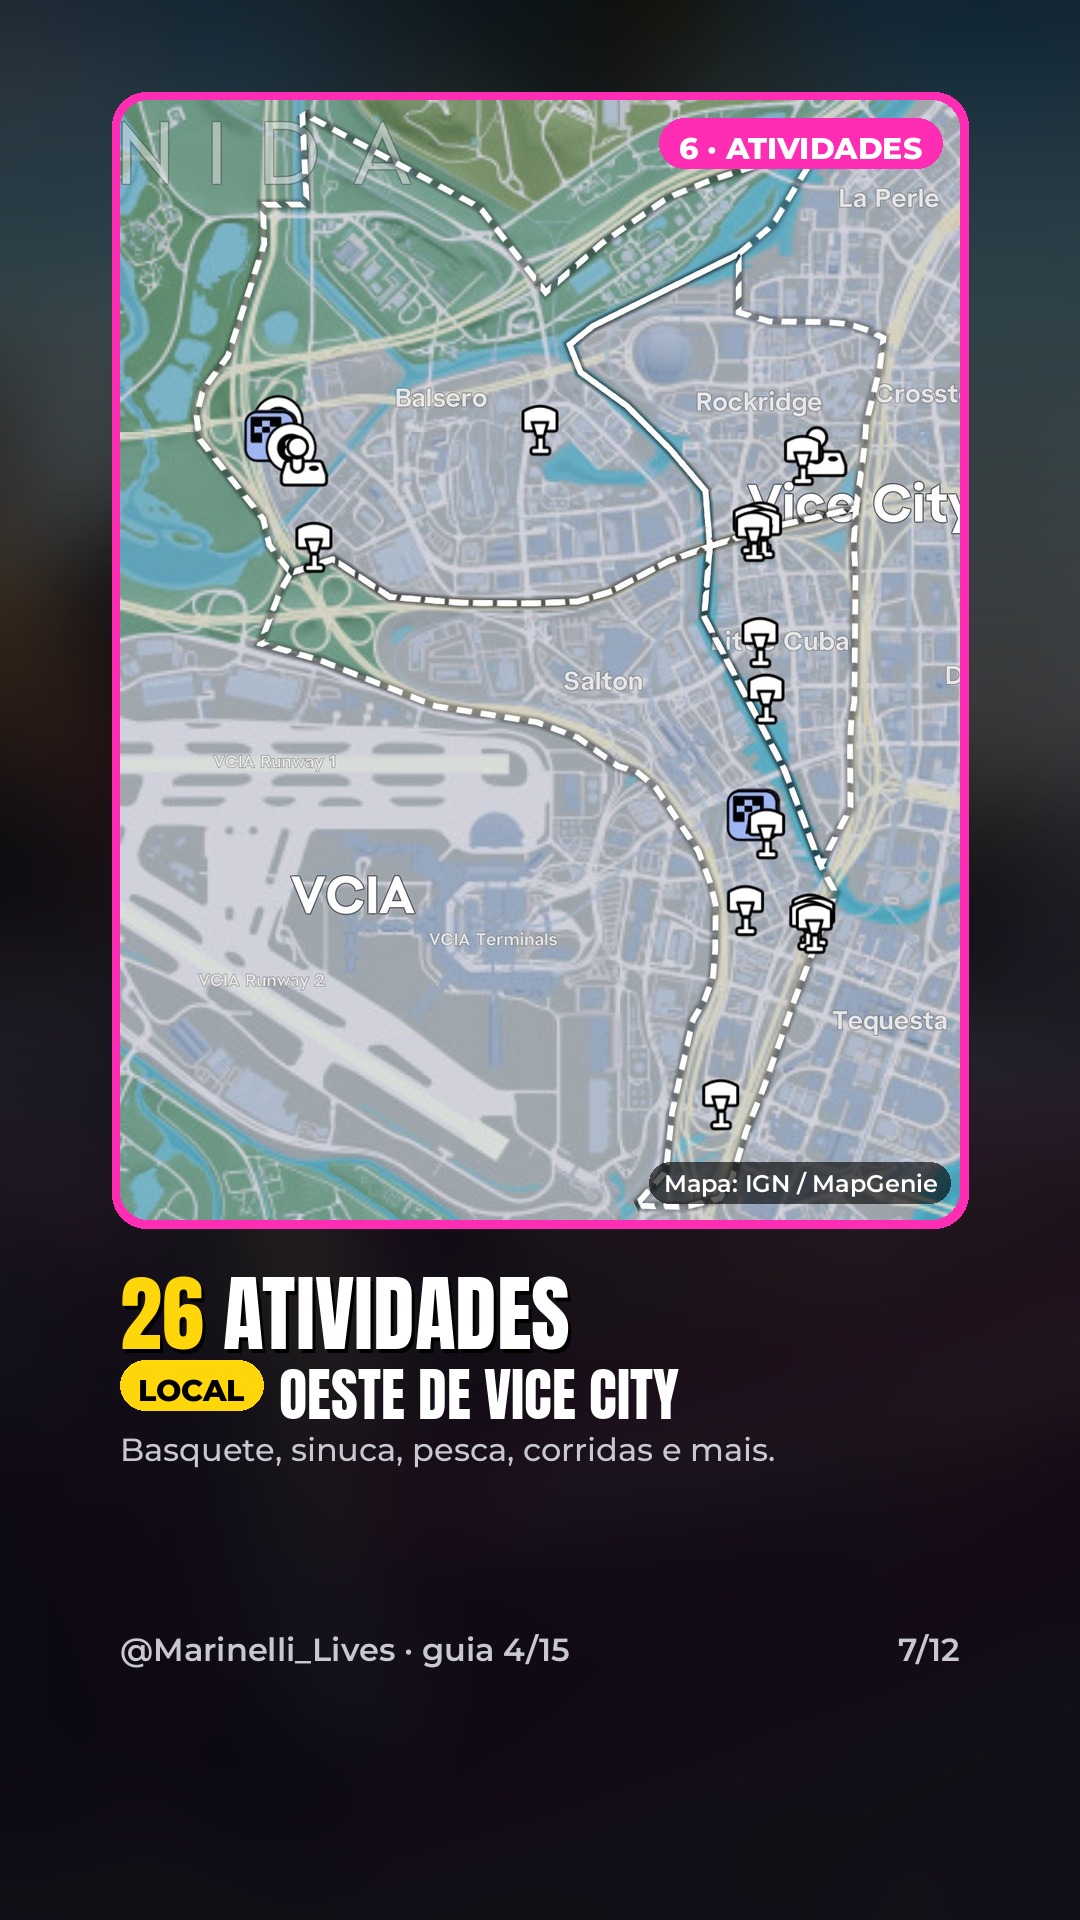 NIDA
6 • ATIVIDADES
La Perle
Balsero
Rockridge
Vice City
Cuba
Salton
VCIA Runway 1
VCIA
VCIA Terminals
VCIA Runway 2
Tequesta
Mapa: IGN / MapGenie
26 ATIVIDADES
LOCAL OESTE DE VICE CITY
Basquete, sinuca, pesca, corridas e mais.
@Marinelli_Lives · guia 4/15
7/12